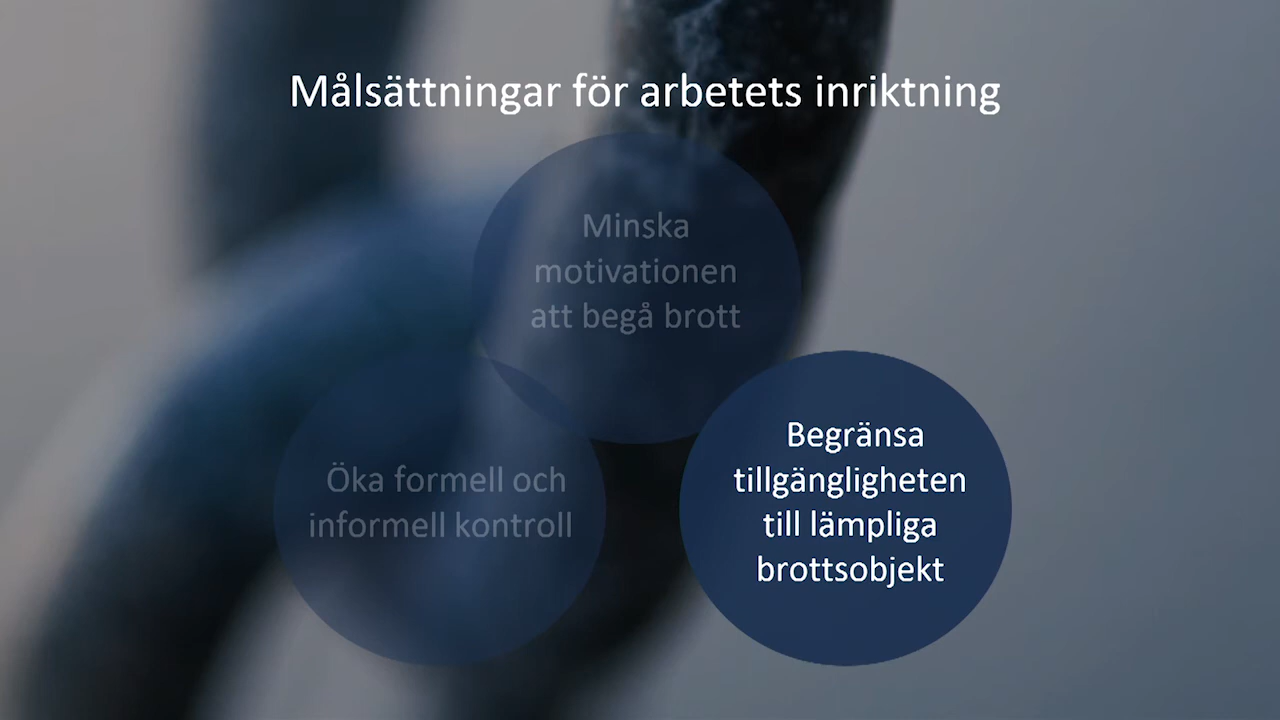 Målsättningar för arbetets inriktning
Minska
motivationen
att begå brott
Öka formell och
informell kontroll
Begränsa
tillgängligheten
till lämpliga
brottsobjekt